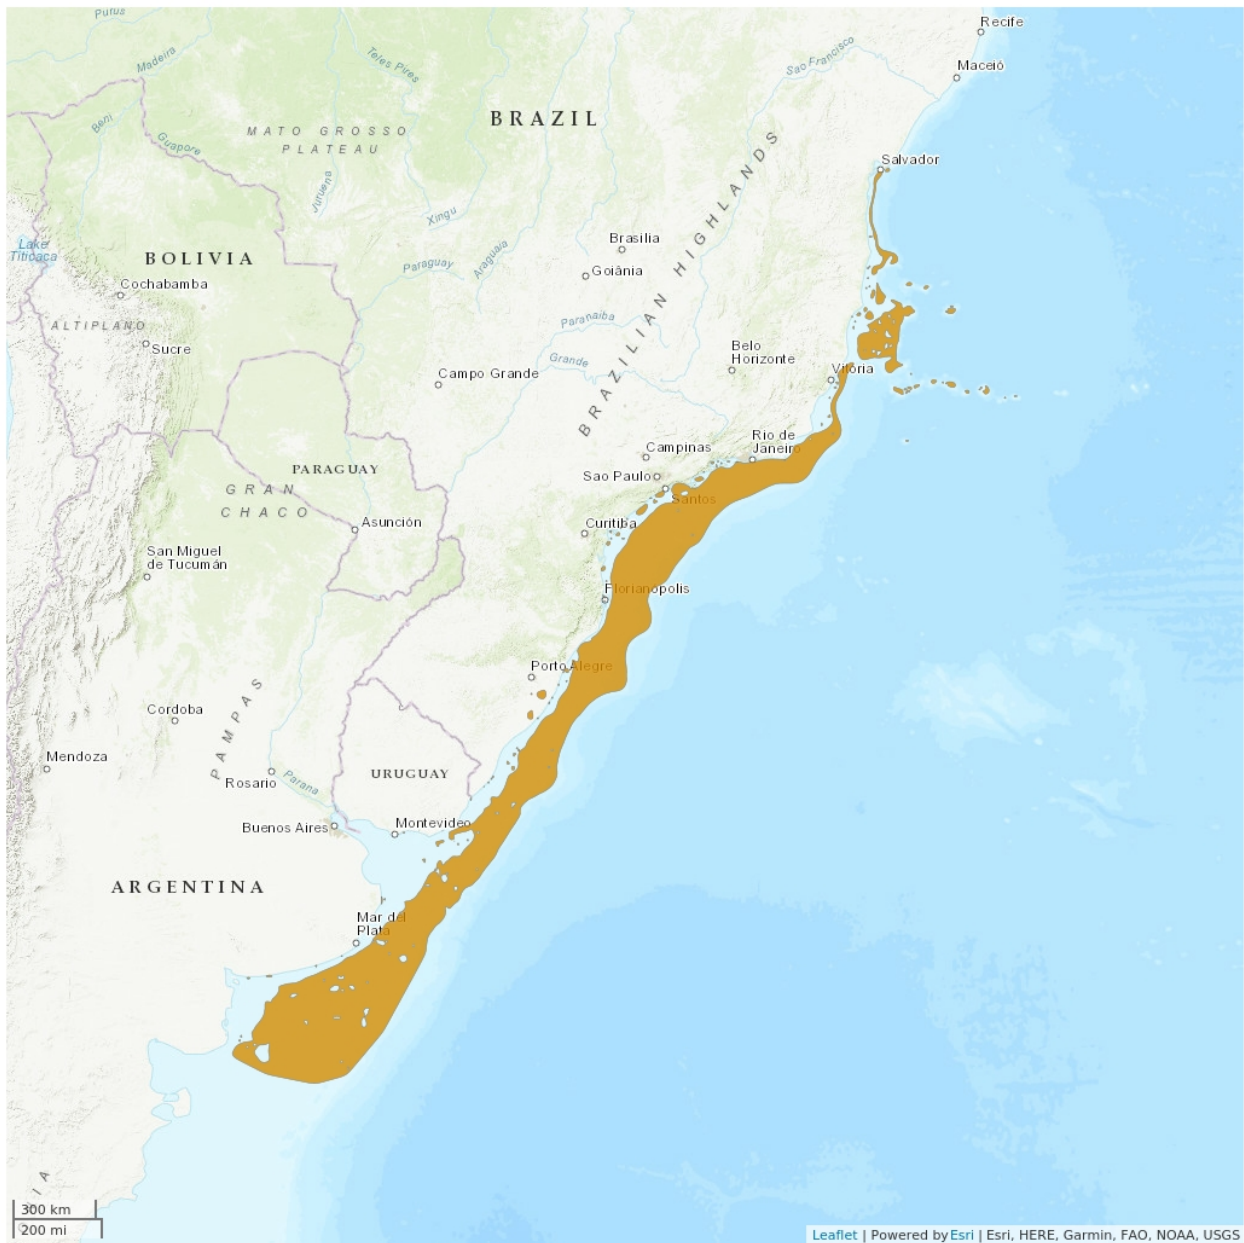 Purus
Recife
Madeira
Teles Pires
Sao Francisco
Maceió
BRAZIL
Beni
MATO GROSSO
PLATEAU
Guapore
Salvador
Juruena
Xingu
BRAZILIAN HIGHLANDS
Brasilia
Lake
Titicaca
BOLIVIA
Paraguay
Araguaia
Goiânia
Cochabamba
ALTIPLANO
Paranaiba
Sucre
Belo
Horizonte
Grande
Campo Grande
Vitória
Rio de
Janeiro
Campinas
PARAGUAY
Sao Paulo
GRAN
CHACO
Santos
Asunción
Curitiba
San Miguel
de Tucumán
Florianópolis
Porto Alegre
PAMPAS
Cordoba
Mendoza
URUGUAY
Rosario
Parana
Buenos Aires
Montevideo
ARGENTINA
Mar del
Plata
I A
300 km
200 mi
Leaflet | Powered by Esri | Esri, HERE, Garmin, FAO, NOAA, USGS